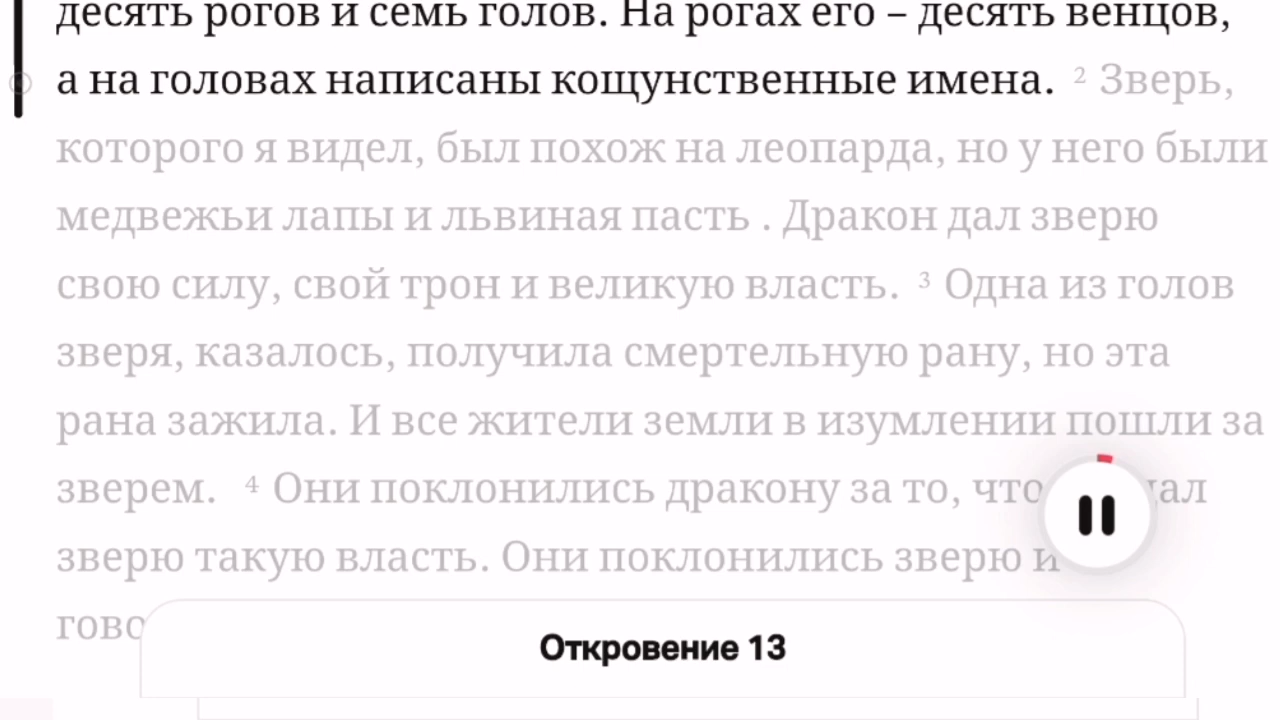 десять рогов и семь голов. На рогах его – десять венцов,
а на головах написаны кощунственные имена. 2 Зверь,
которого я видел, был похож на леопарда, но у него были
медвежьи лапы и львиная пасть . Дракон дал зверю
свою силу, свой трон и великую власть. 3 Одна из голов
зверя, казалось, получила смертельную рану, но эта
рана зажила. И все жители земли в изумлении пошли за
зверем. 4 Они поклонились дракону за то, что
зверю такую власть. Они поклонились зверю и
Откровение 13